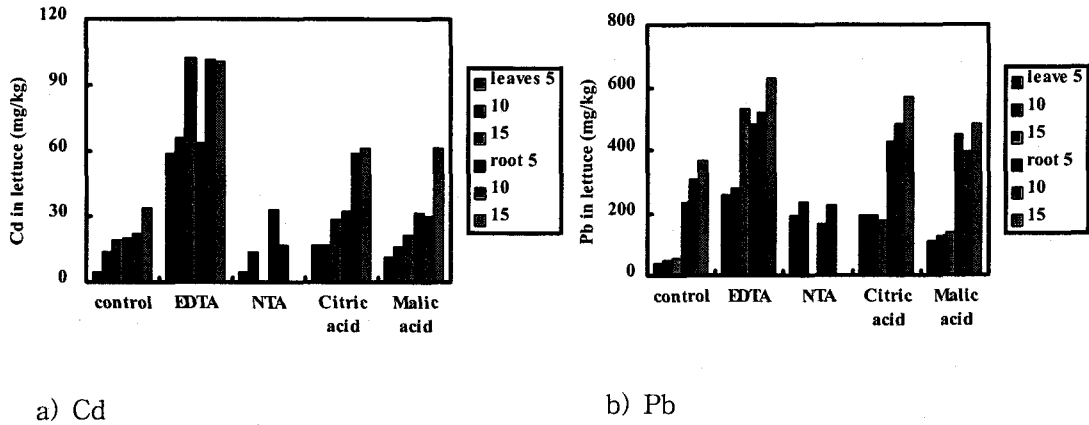 120
90
60
30
0
Cd in lettuce (mg/kg)
control
EDTA
NTA
Citric
acid
Malic
acid
leaves 5
10
15
root 5
10
15
a) Cd
800
600
400
200
0
Pb in lettuce (mg/kg)
control
EDTA
NTA
Citric
acid
Malic
acid
leave 5
10
15
root 5
10
15
b) Pb